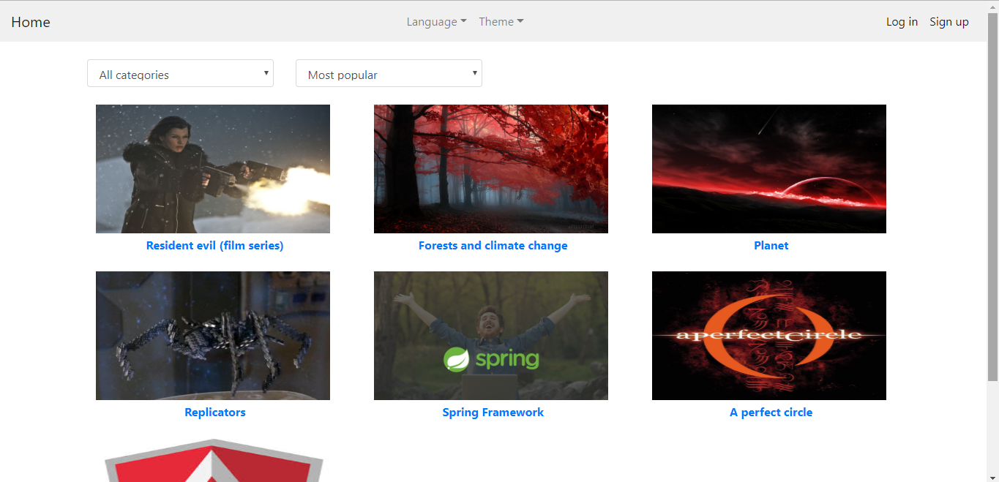 Home
Language
Theme
Log in
Sign up
All categories
Most popular
Resident evil (film series)
Forests and climate change
Planet
spring
aperfectcircle
Replicators
Spring Framework
A perfect circle